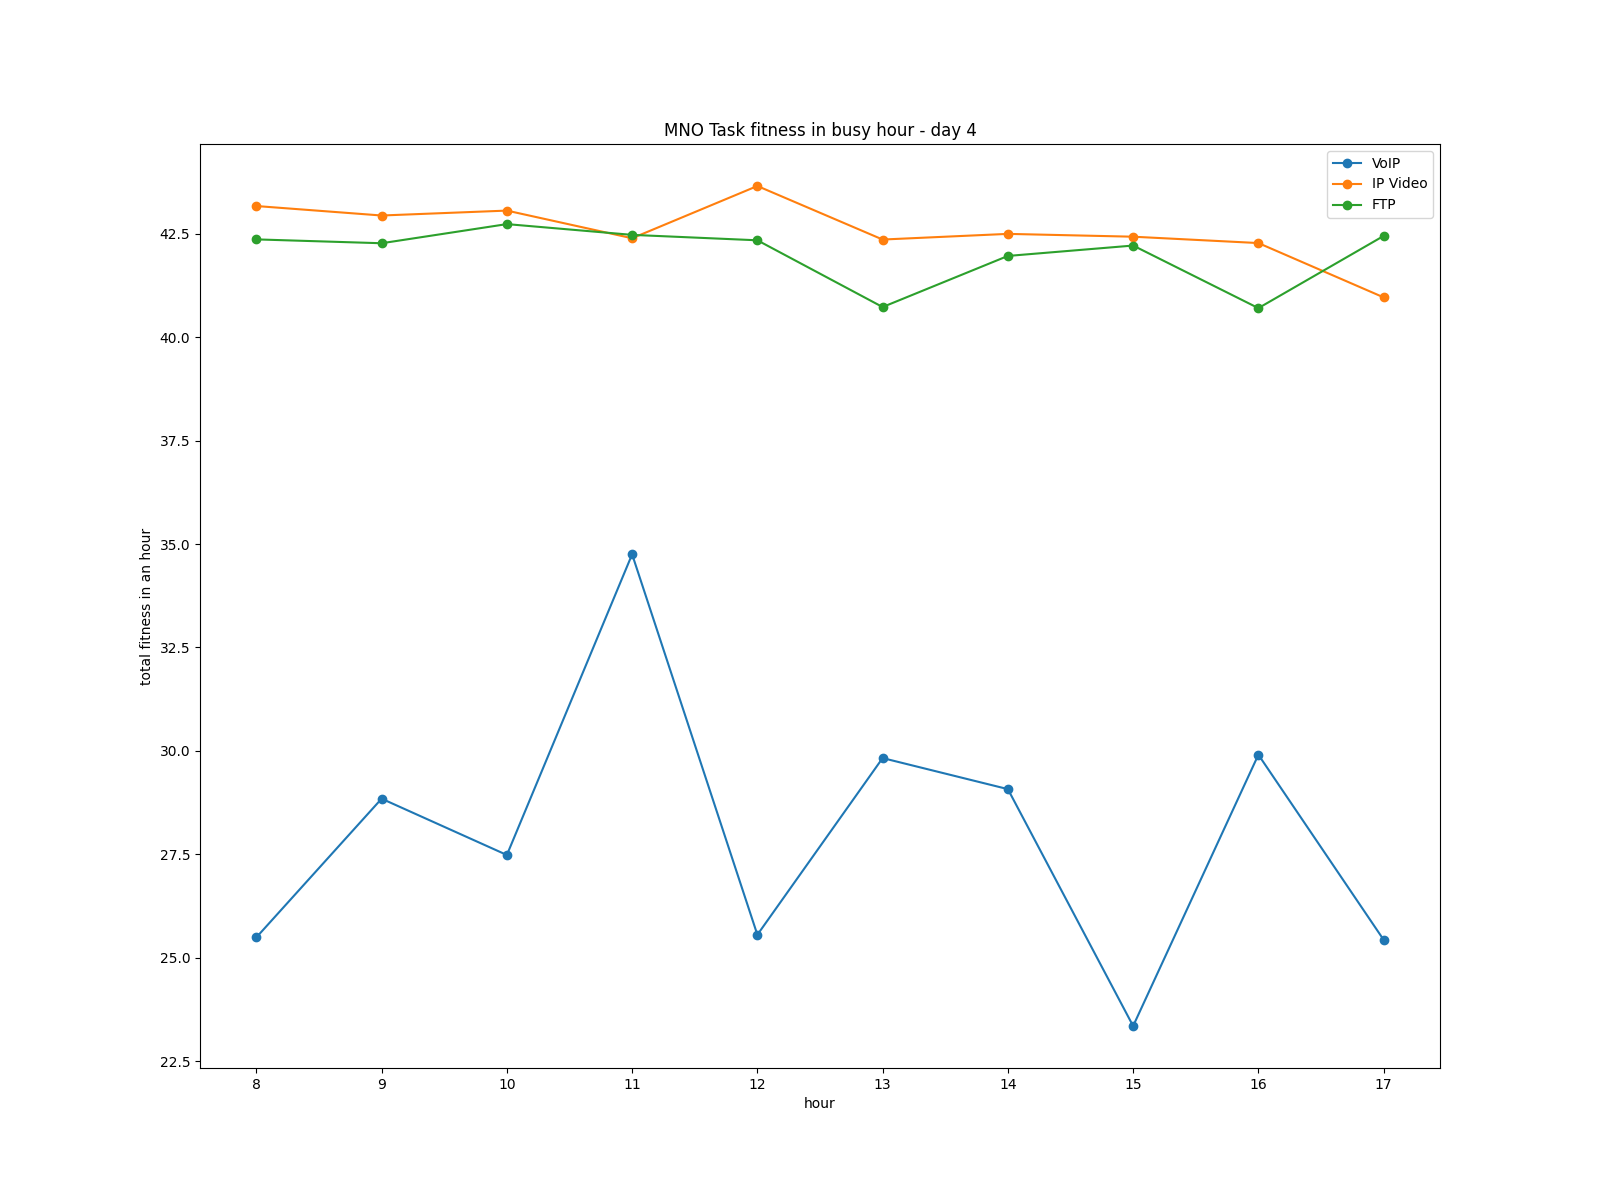 MNO Task fitness in busy hour - day 4
VoIP
IP Video
FTP
total fitness in an hour
42.5
40.0
37.5
35.0
32.5
30.0
27.5
25.0
22.5
8 9 10 11 12 13 14 15 16 17
hour